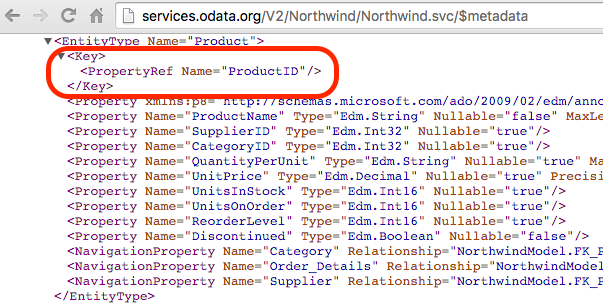 services.odata.org/V2/Northwind/Northwind.svc/$metadata
▼<EntityType Name="Product">
▼<Key>
<PropertyRef Name="ProductID"/>
</Key>
<Property xmlns:p8="http://schemas.microsoft.com/ado/2009/02/edm/anno
<Property Name="ProductName" Type="Edm.String" Nullable="false" MaxLe
<Property Name="SupplierID" Type="Edm.Int32" Nullable="true"/>
<Property Name="CategoryID" Type="Edm.Int32" Nullable="true"/>
<Property Name="QuantityPerUnit" Type="Edm.String" Nullable="true" Ma
<Property Name="UnitPrice" Type="Edm.Decimal" Nullable="true" Precisi
<Property Name="UnitsInStock" Type="Edm.Int16" Nullable="true"/>
<Property Name="UnitsOnOrder" Type="Edm.Int16" Nullable="true"/>
<Property Name="ReorderLevel" Type="Edm.Int16" Nullable="true"/>
<Property Name="Discontinued" Type="Edm.Boolean" Nullable="false"/>
<NavigationProperty Name="Category" Relationship="NorthwindModel.FK_P
<NavigationProperty Name="Order_Details" Relationship="NorthwindModel
<NavigationProperty Name="Supplier" Relationship="NorthwindModel.FK_P
</EntityType>